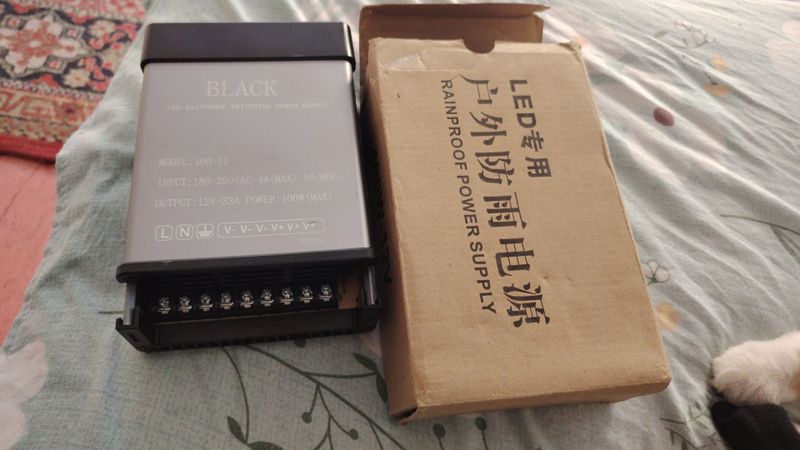 BLACK
LED RAINPROOF SWITCHING POWER SUPPLY
MODEL:400-12
INPUT:180-260VAC 4A(MAX) 50/60Hz
OUTPUT:12V-33A POWER:400W(MAX)
L N V- V- V- V+ V+ V+
LED专用
户外防雨电源
RAINPROOF POWER SUPPLY